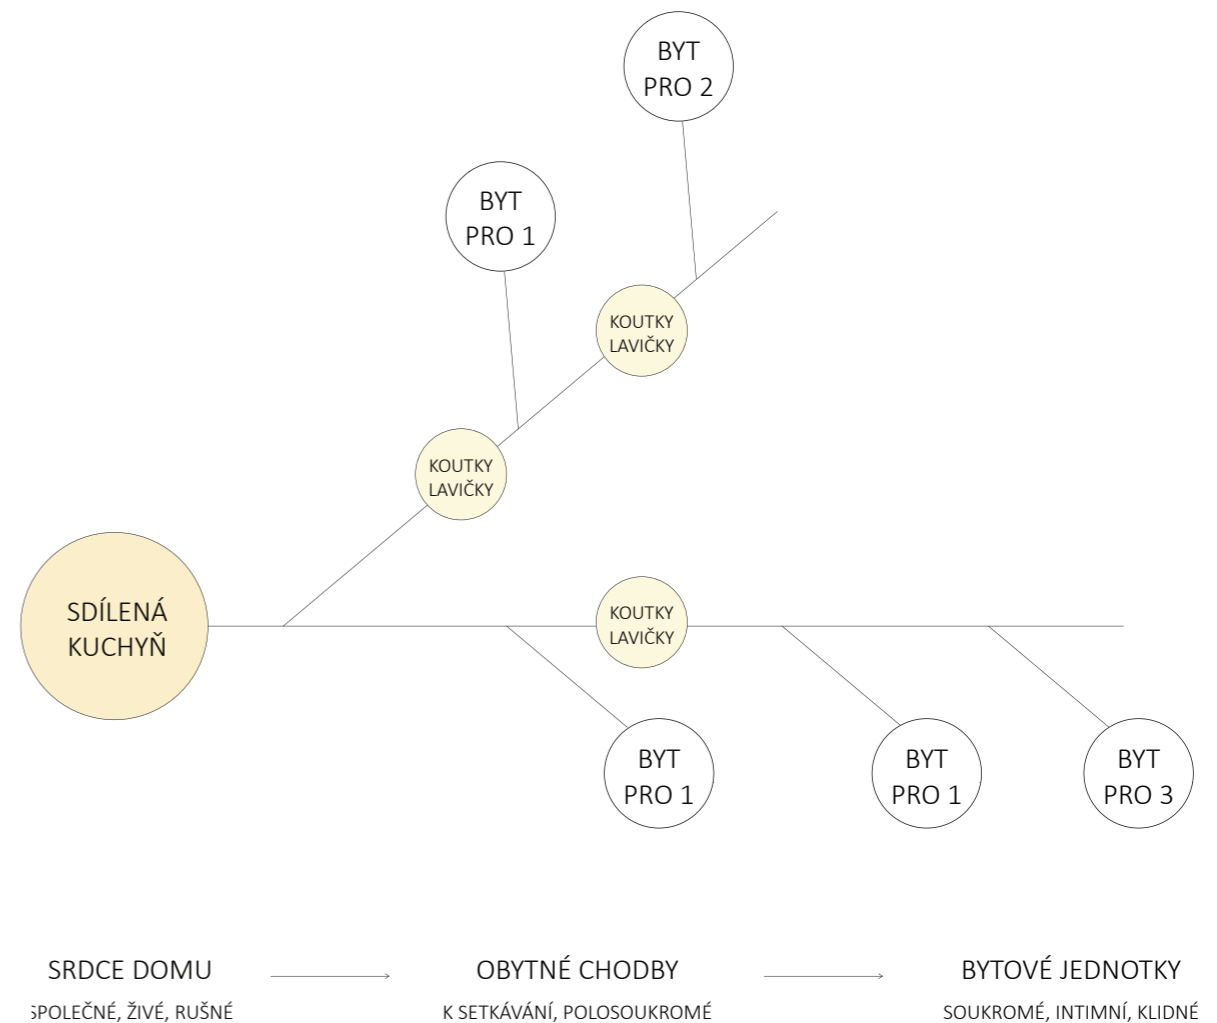 BYT
PRO 2
BYT
PRO 1
KOUTKY
LAVIČKY
KOUTKY
LAVIČKY
SDÍLENÁ
KUCHYŇ
KOUTKY
LAVIČKY
BYT
PRO 1
BYT
PRO 1
BYT
PRO 3
SRDCE DOMU
OBYTNÉ CHODBY
BYTOVÉ JEDNOTKY
SPOLEČNÉ, ŽIVÉ, RUŠNÉ
K SETKÁVÁNÍ, POLOSOUKROMÉ
SOUKROMÉ, INTIMNÍ, KLIDNÉ